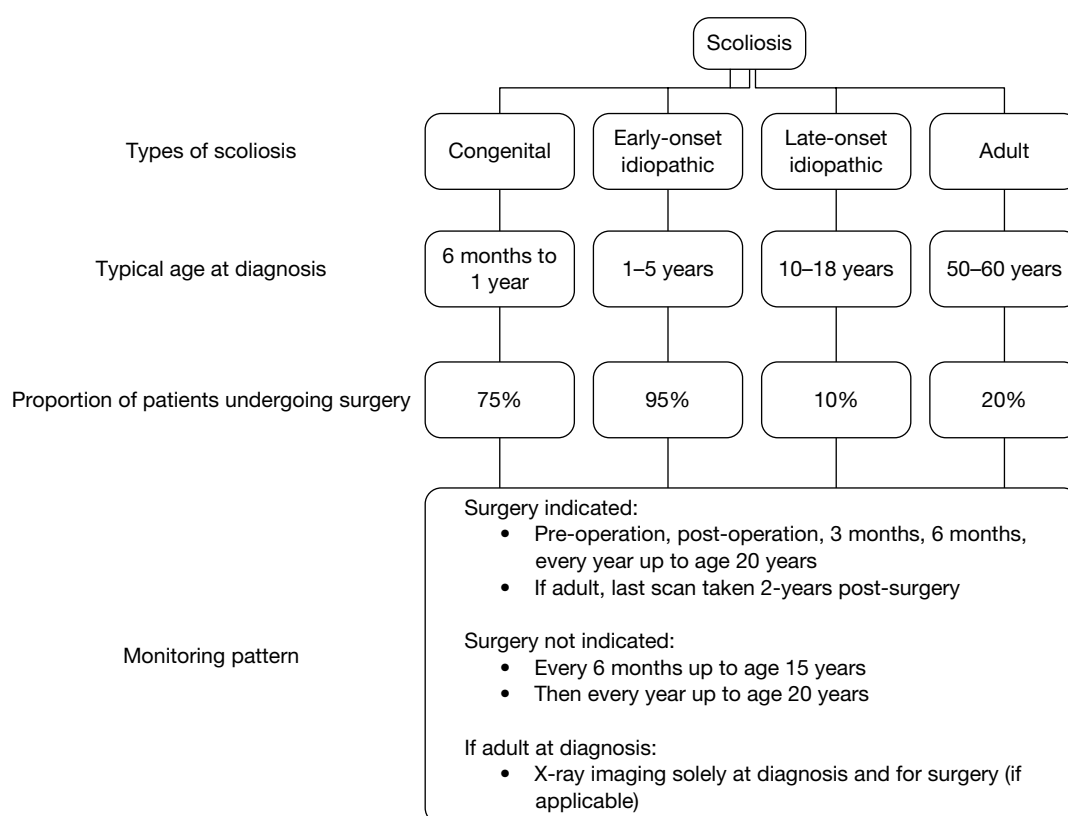 Scoliosis
Types of scoliosis
Congenital
Early-onset
idiopathic
Late-onset
idiopathic
Adult
Typical age at diagnosis
6 months to
1 year
1–5 years
10–18 years
50–60 years
Proportion of patients undergoing surgery
75%
95%
10%
20%
Monitoring pattern
Surgery indicated:
• Pre-operation, post-operation, 3 months, 6 months,
every year up to age 20 years
• If adult, last scan taken 2-years post-surgery
Surgery not indicated:
• Every 6 months up to age 15 years
• Then every year up to age 20 years
If adult at diagnosis:
• X-ray imaging solely at diagnosis and for surgery (if
applicable)